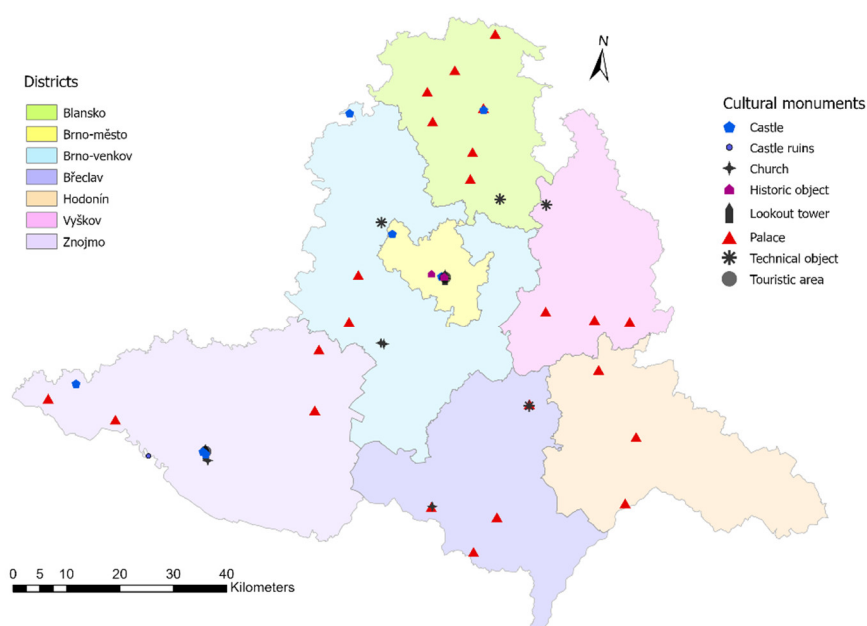 N
Districts
Blansko
Brno-město
Brno-venkov
Břeclav
Hodonín
Vyškov
Znojmo
Cultural monuments
Castle
Castle ruins
Church
Historic object
Lookout tower
Palace
Technical object
Touristic area
0 5 10 20 30 40
Kilometers